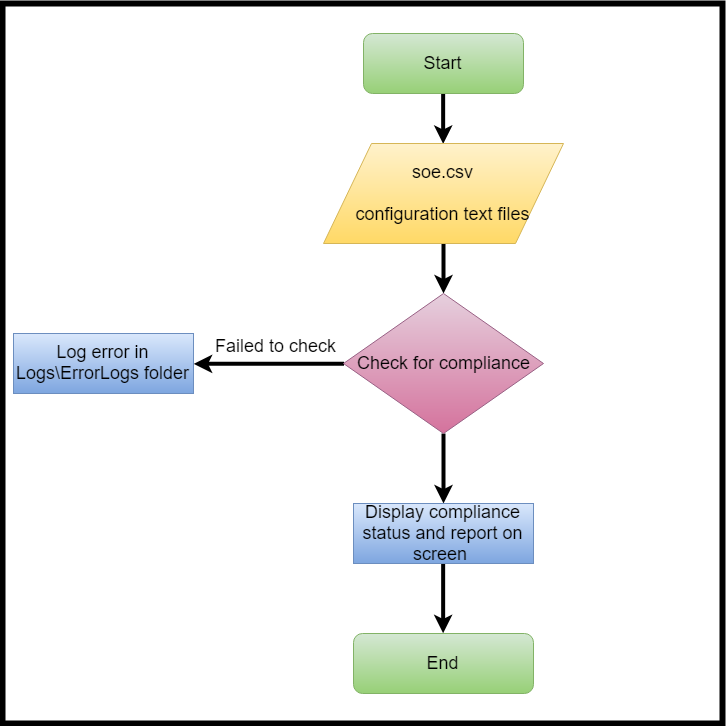 Start
soe.csv
configuration text files
Failed to check
Log error in
Logs\ErrorLogs folder
Check for compliance
Display compliance
status and report on
screen
End